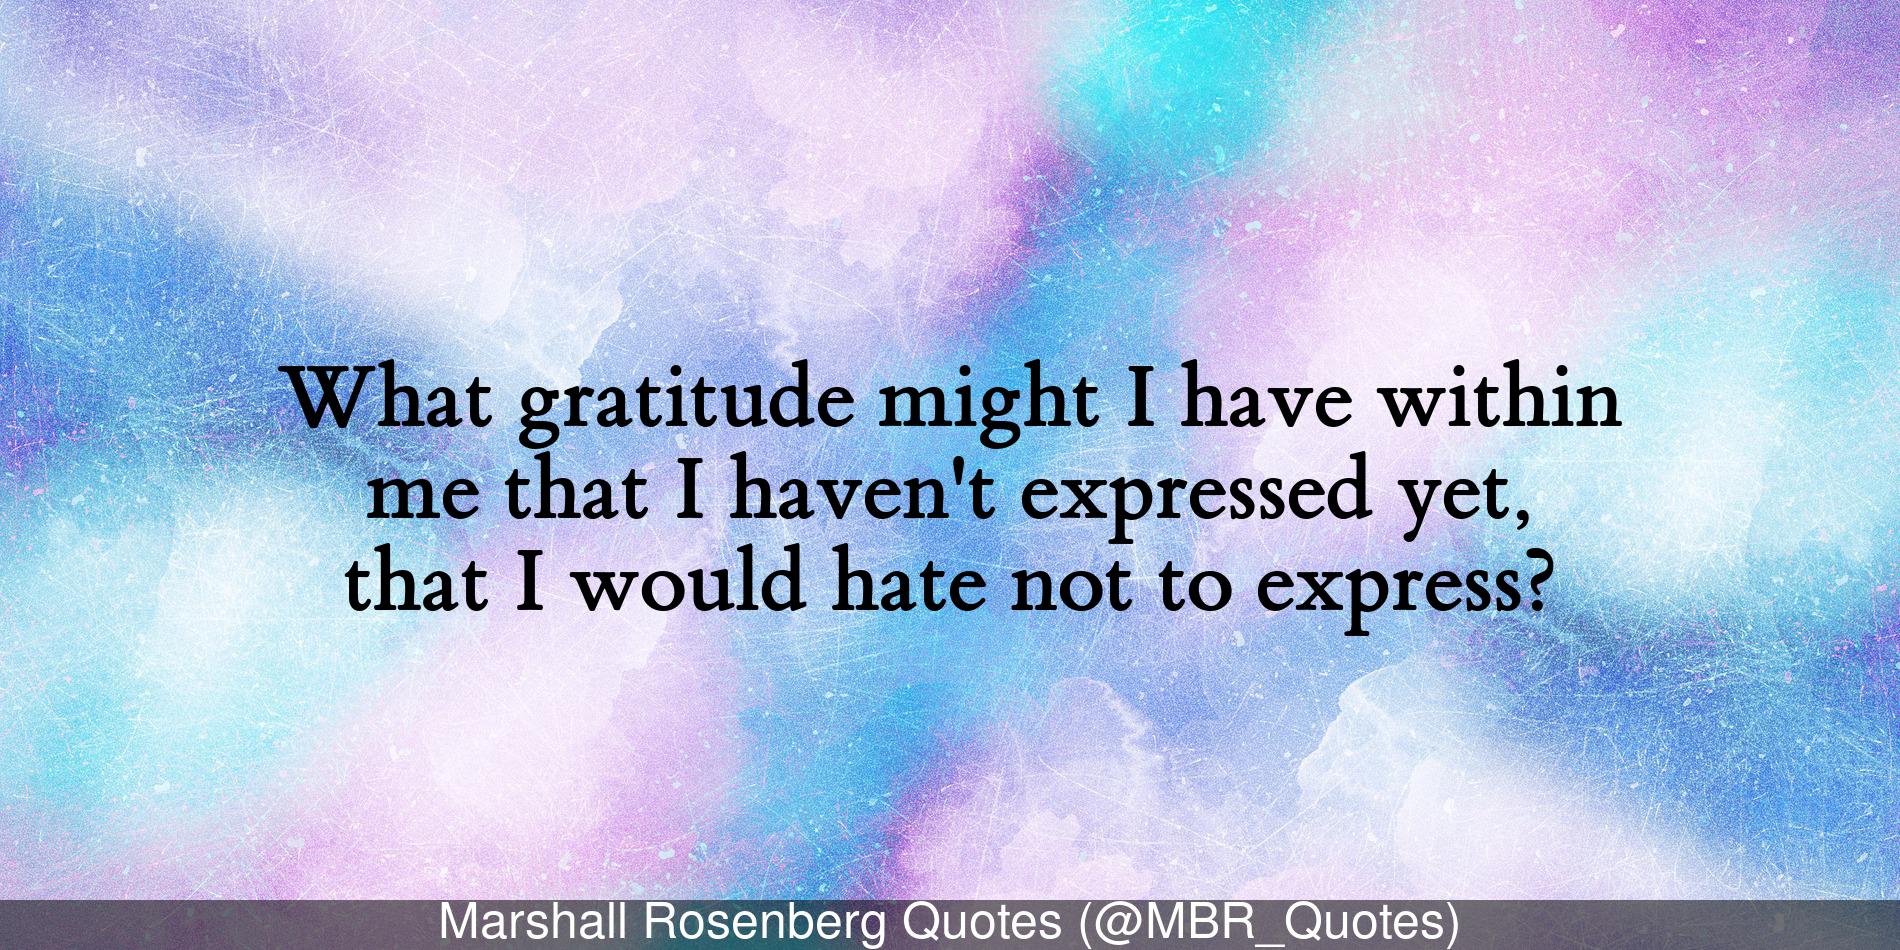 What gratitude might I have within
me that I haven't expressed yet,
that I would hate not to express?
Marshall Rosenberg Quotes (@MBR_Quotes)